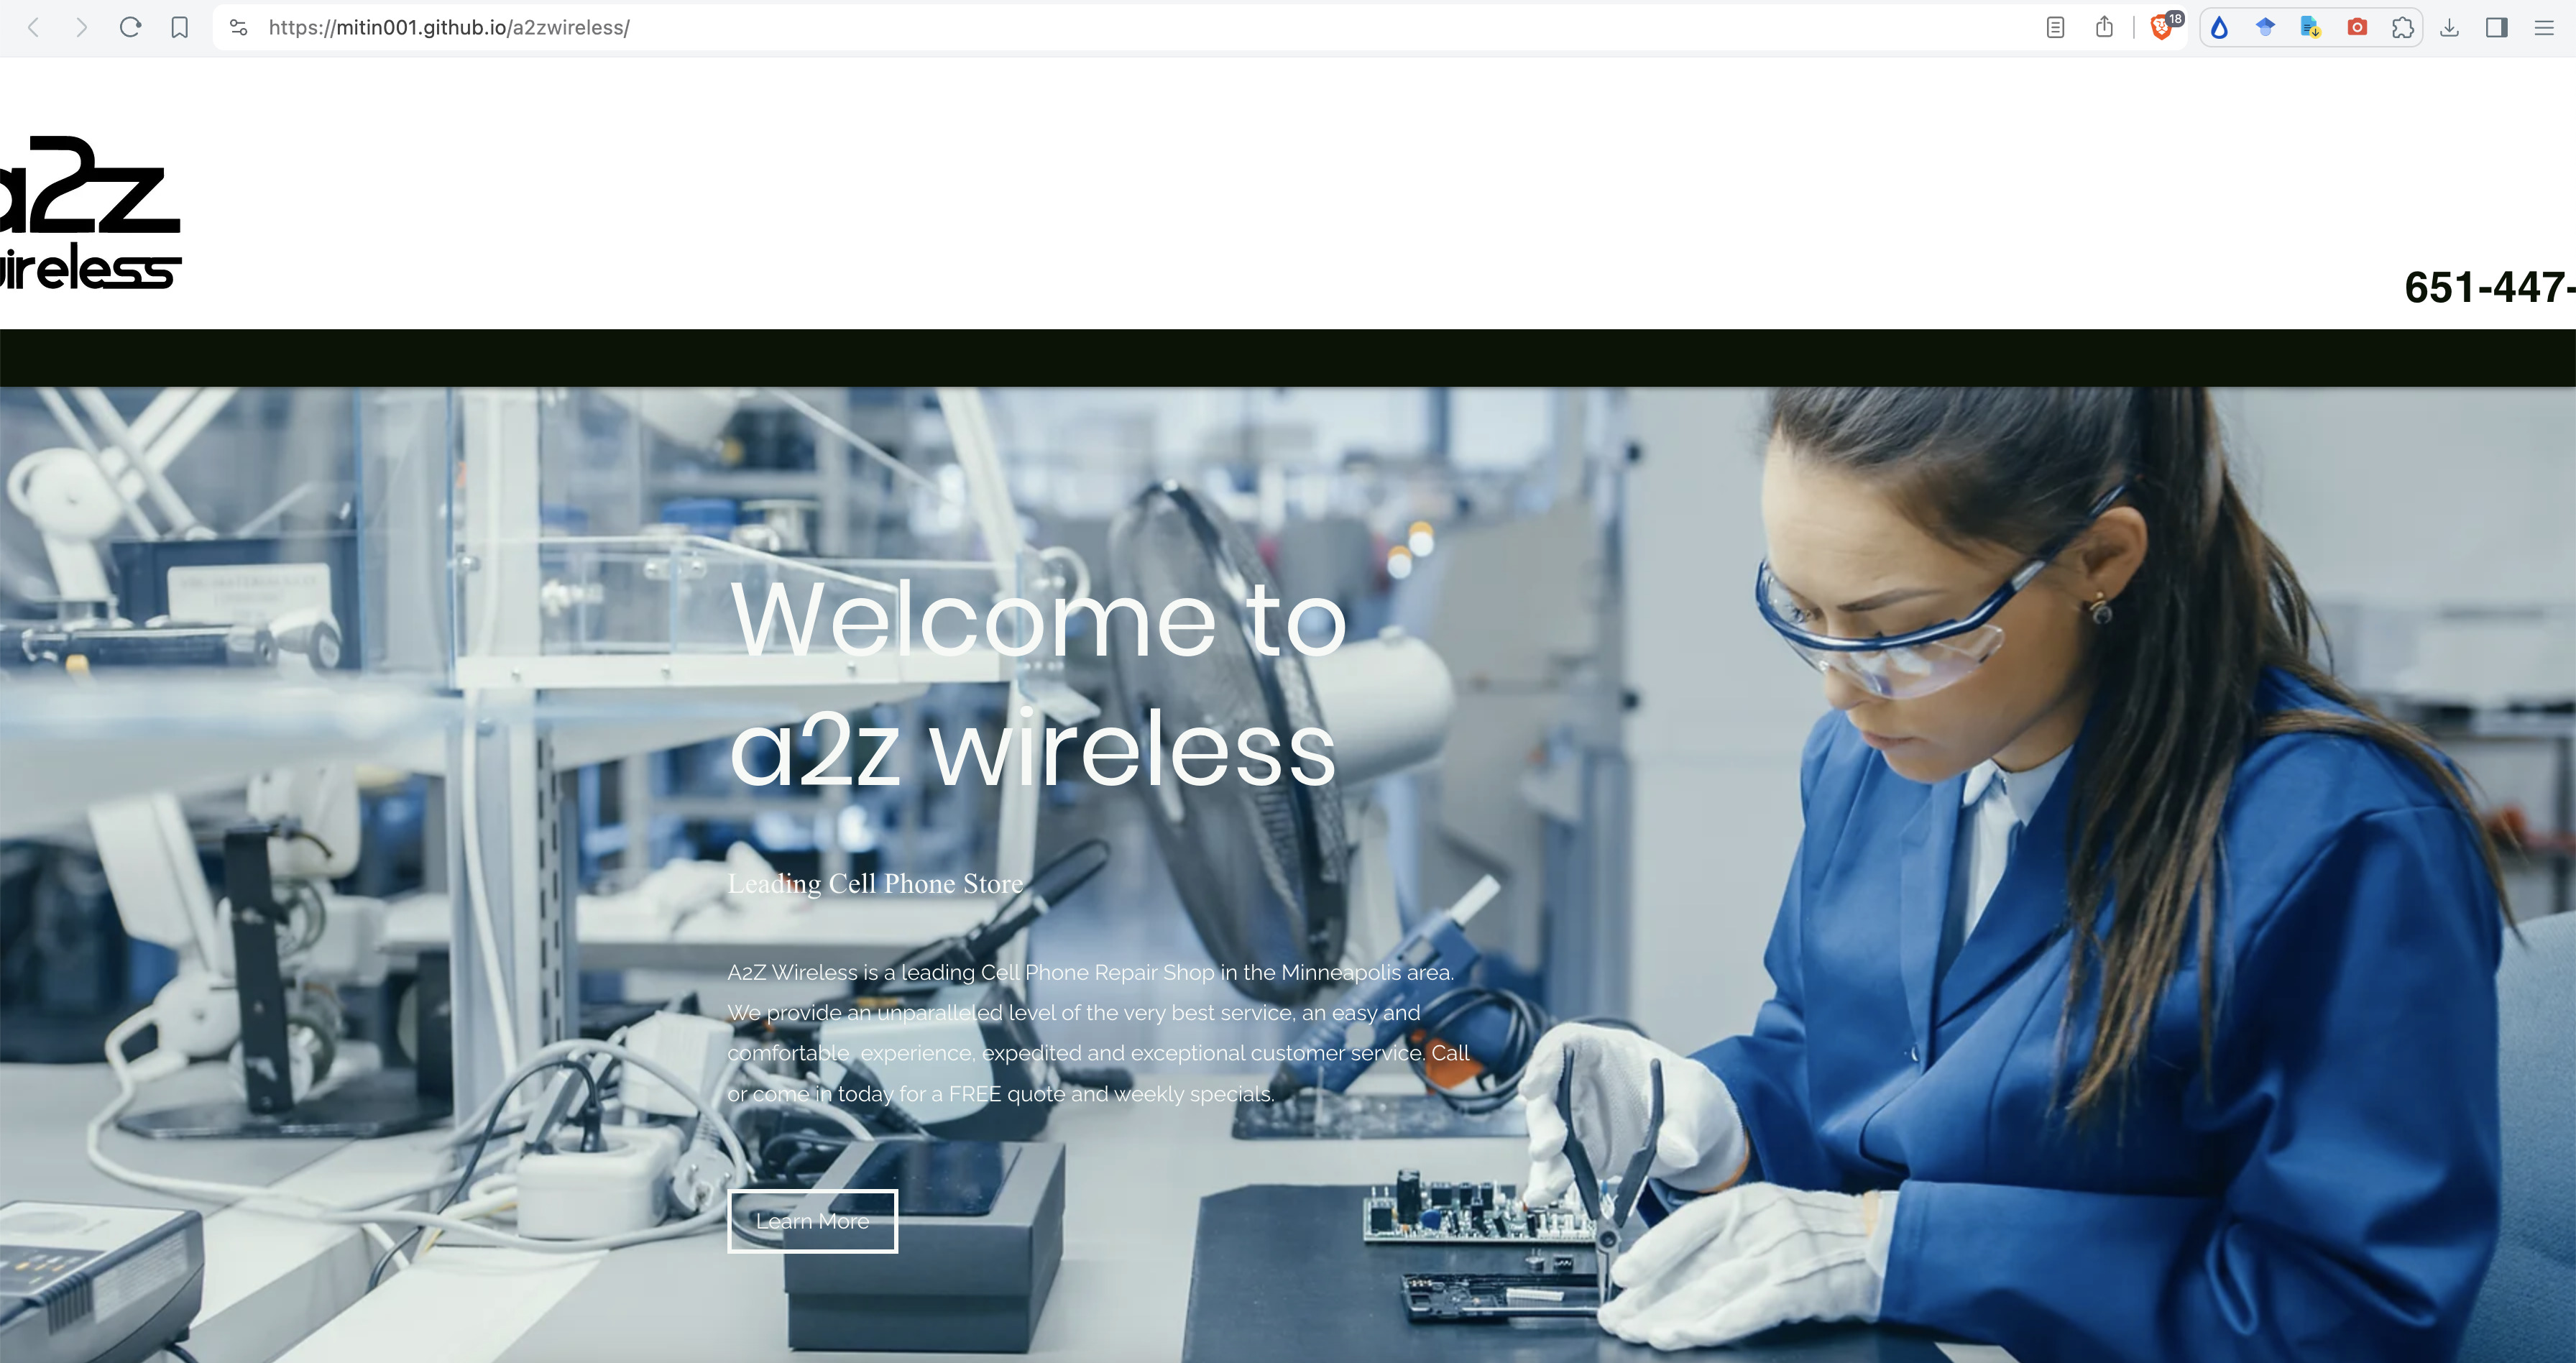 https://mitin001.github.io/a2zwireless/
18
a2z
wireless
651-447-
Welcome to
a2z wireless
Leading Cell Phone Store
A2Z Wireless is a leading Cell Phone Repair Shop in the Minneapolis area.
We provide an unparalleled level of the very best service, an easy and
comfortable  experience, expedited and exceptional customer service. Call
or come in today for a FREE quote and weekly specials.
Learn More